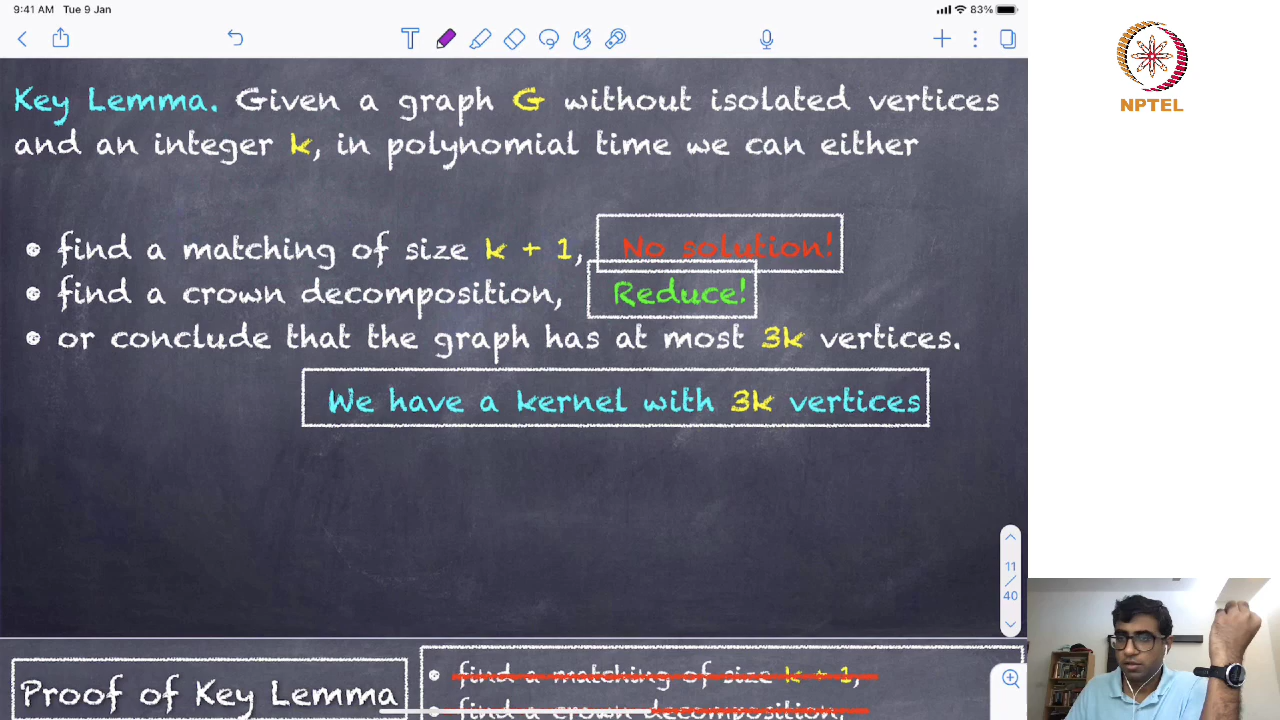 9:41 AM Tue 9 Jan
83%
NPTEL
Key Lemma. Given a graph G without isolated vertices
and an integer k, in polynomial time we can either
• find a matching of size k + 1, No solution!
• find a crown decomposition, Reduce!
• or conclude that the graph has at most 3k vertices.
We have a kernel with 3k vertices
11
/
40
Proof of Key Lemma
• find a matching of size k + 1,
• find a crown decomposition,